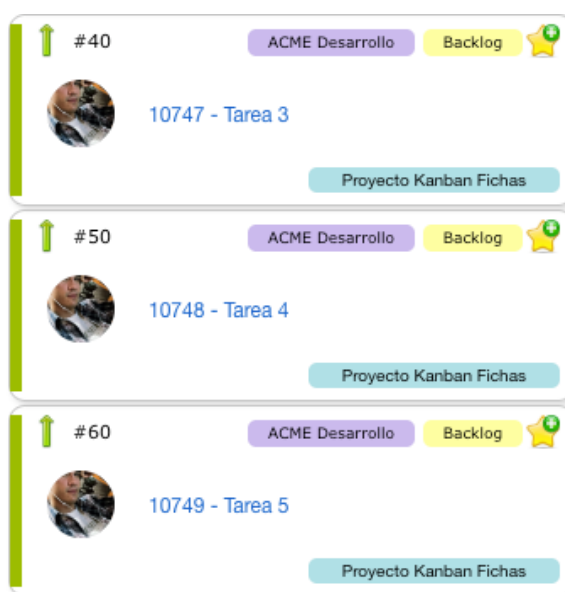 #40 ACME Desarrollo Backlog
10747 - Tarea 3
Proyecto Kanban Fichas
#50 ACME Desarrollo Backlog
10748 - Tarea 4
Proyecto Kanban Fichas
#60 ACME Desarrollo Backlog
10749 - Tarea 5
Proyecto Kanban Fichas